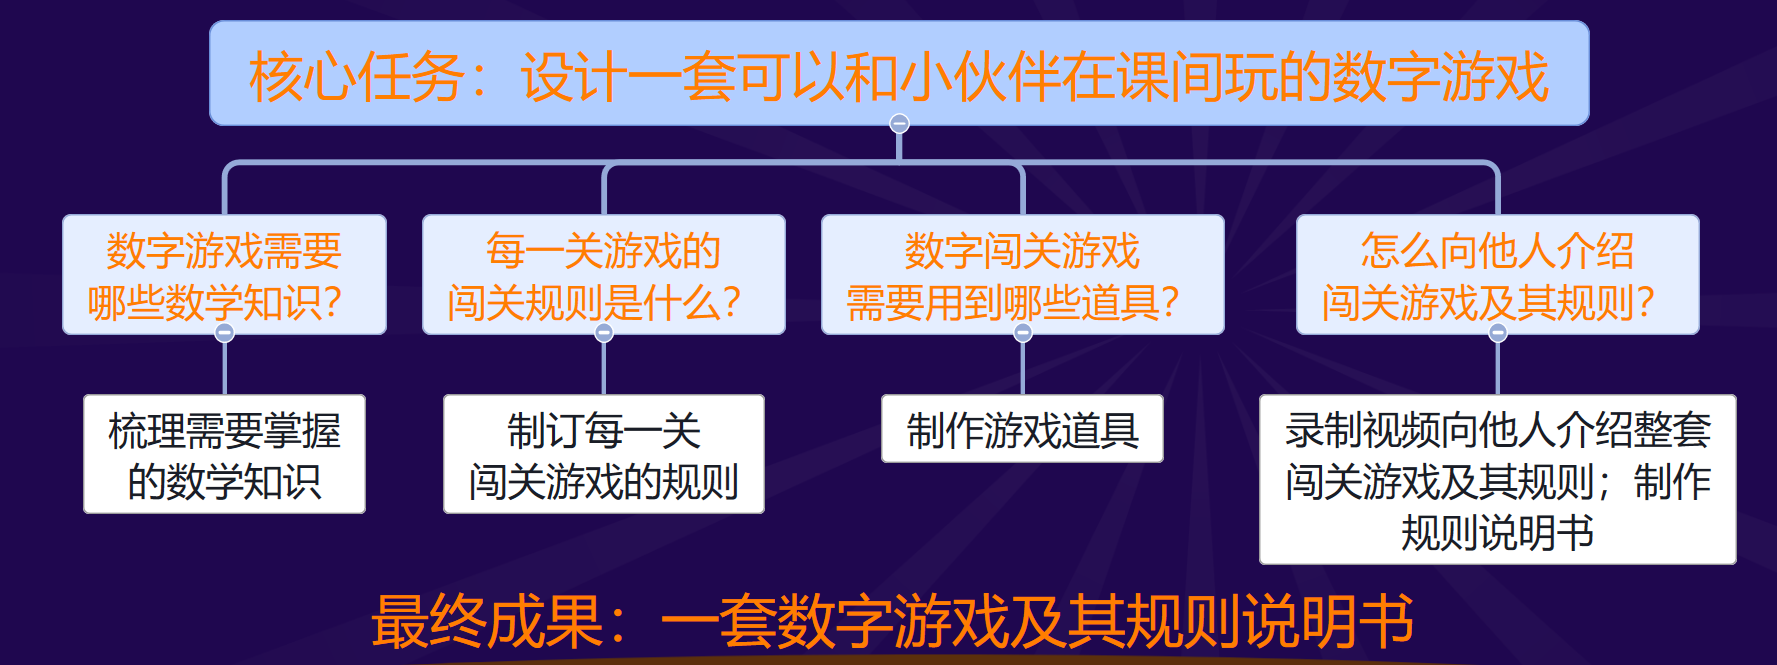 核心任务：设计一套可以和小伙伴在课间玩的数字游戏
数字游戏需要
哪些数学知识？
每一关游戏的
闯关规则是什么？
数字闯关游戏
需要用到哪些道具？
怎么向他人介绍
闯关游戏及其规则？
梳理需要掌握
的数学知识
制订每一关
闯关游戏的规则
制作游戏道具
录制视频向他人介绍整套
闯关游戏及其规则；制作
规则说明书
最终成果：一套数字游戏及其规则说明书